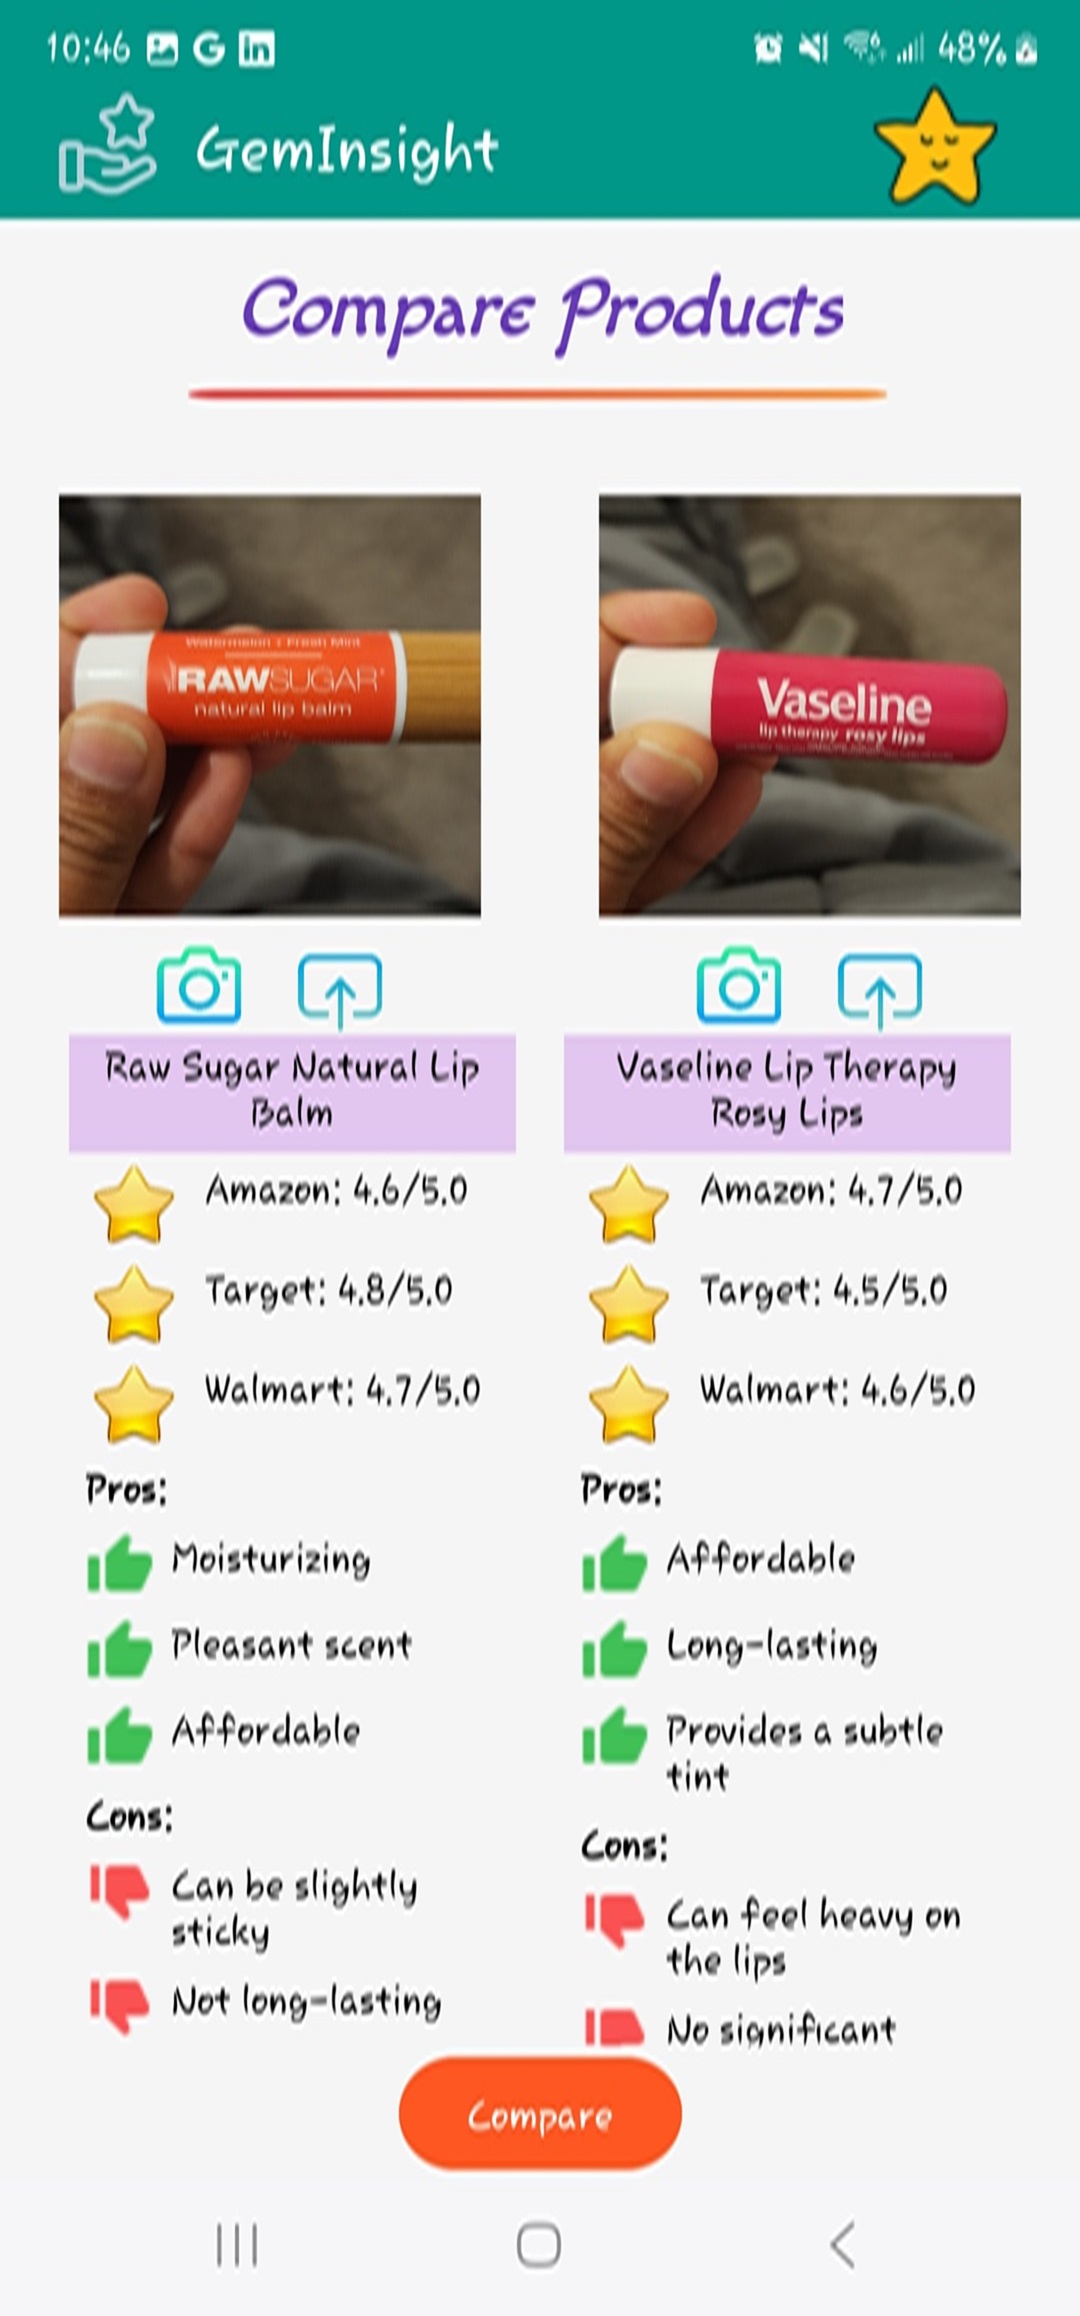 10:46 G in 48%
GemInsight
Compare Products
Watermelon + Fresh Mint
RAWSUGAR
natural lip balm
Vaseline
lip therapy rosy lips
Raw Sugar Natural Lip
Balm
Amazon: 4.6/5.0
Target: 4.8/5.0
Walmart: 4.7/5.0
Pros:
Moisturizing
Pleasant scent
Affordable
Cons:
Can be slightly
sticky
Not long-lasting
Vaseline Lip Therapy
Rosy Lips
Amazon: 4.7/5.0
Target: 4.5/5.0
Walmart: 4.6/5.0
Pros:
Affordable
Long-lasting
Provides a subtle
tint
Cons:
Can feel heavy on
the lips
No significant
Compare